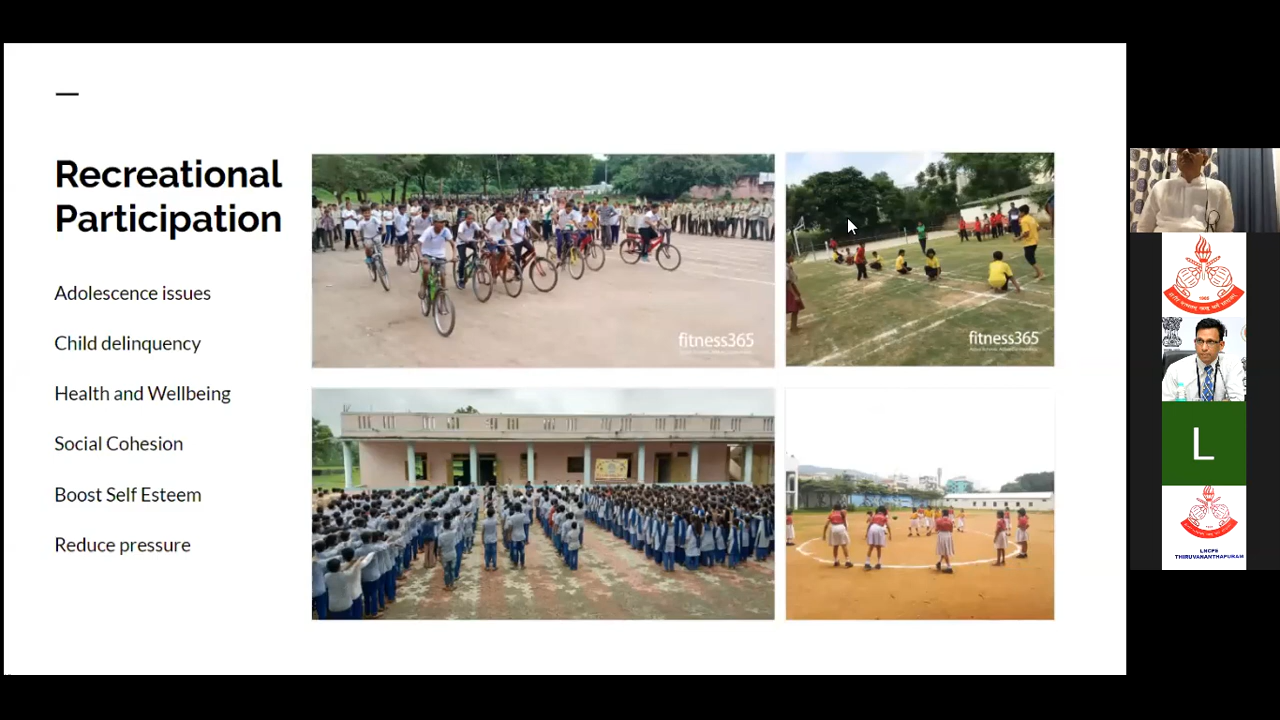 Recreational
Participation
Adolescence issues
Child delinquency
Health and Wellbeing
Social Cohesion
Boost Self Esteem
Reduce pressure
fitness365
fitness365
1985
L
LNCPE
THIRUVANANTHAPURAM